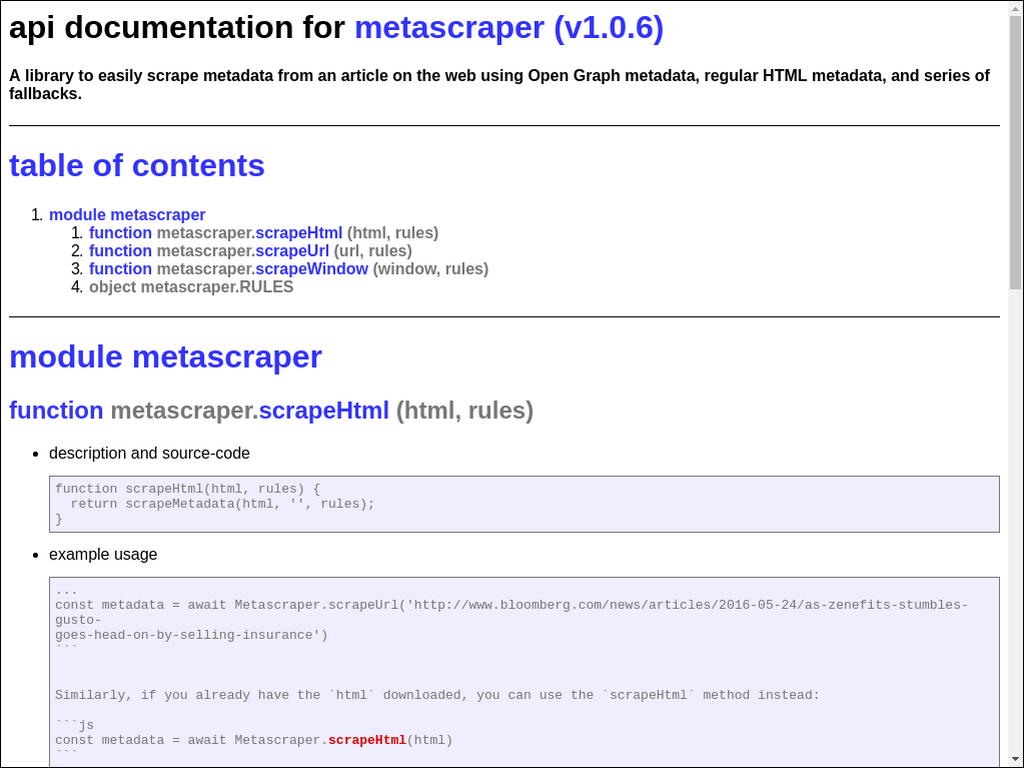 api documentation for metascraper (v1.0.6)
A library to easily scrape metadata from an article on the web using Open Graph metadata, regular HTML metadata, and series of
fallbacks.
table of contents
1. module metascraper
1. function metascraper.scrapeHtml (html, rules)
2. function metascraper.scrapeUrl (url, rules)
3. function metascraper.scrapeWindow (window, rules)
4. object metascraper.RULES
module metascraper
function metascraper.scrapeHtml (html, rules)
• description and source-code
function scrapeHtml(html, rules) {
  return scrapeMetadata(html, '', rules);
}
• example usage
...
const metadata = await Metascraper.scrapeUrl('http://www.bloomberg.com/news/articles/2016-05-24/as-zenefits-stumbles-
gusto-
goes-head-on-by-selling-insurance')
```
Similarly, if you already have the `html` downloaded, you can use the `scrapeHtml` method instead:
```js
const metadata = await Metascraper.scrapeHtml(html)
```